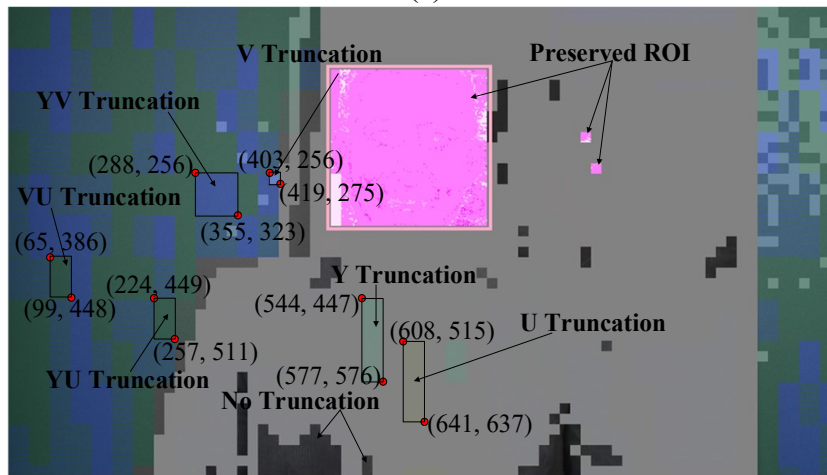 V Truncation
Preserved ROI
YV Truncation
(288, 256)
(403, 256)
(419, 275)
VU Truncation
(355, 323)
(65, 386)
(224, 449)
Y Truncation
(544, 447)
(99, 448)
(608, 515)
U Truncation
(257, 511)
YU Truncation
(577, 576)
No Truncation
(641, 637)